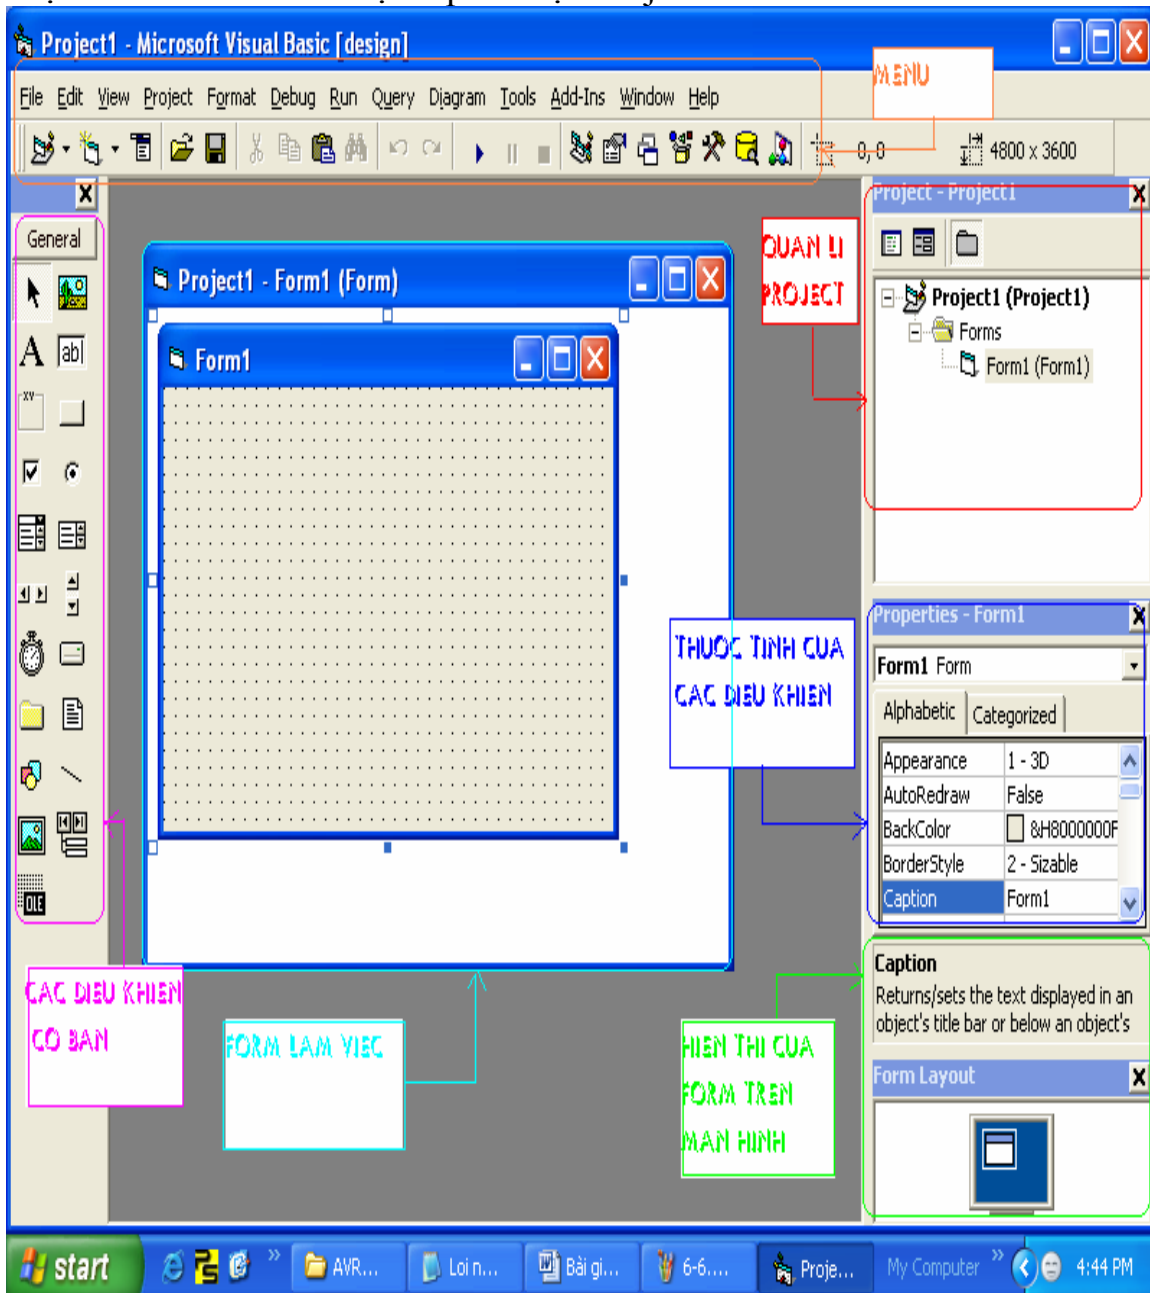 Project1 - Microsoft Visual Basic [design]
MENU
File Edit View Project Format Debug Run Query Diagram Tools Add-Ins Window Help
0, 0
4800 x 3600
Project - Project1
General
QUAN LI
PROJECT
Project1 (Project1)
Forms
Form1 (Form1)
Project1 - Form1 (Form)
Form1
A
ab
xv
Properties - Form1
THUOC TINH CUA
CAC DIEU KHIEN
Form1 Form
Alphabetic Categorized
Appearance 1 - 3D
AutoRedraw False
BackColor &H8000000F
BorderStyle 2 - Sizable
Caption Form1
OLE
Caption
Returns/sets the text displayed in an
object's title bar or below an object's
CAC DIEU KHIEN
CO BAN
FORM LAM VIEC
HIEN THI CUA
FORM TREN
MAN HINH
Form Layout
start
AVR...
Loi n...
Bài gi...
6-6....
Proje...
My Computer
4:44 PM